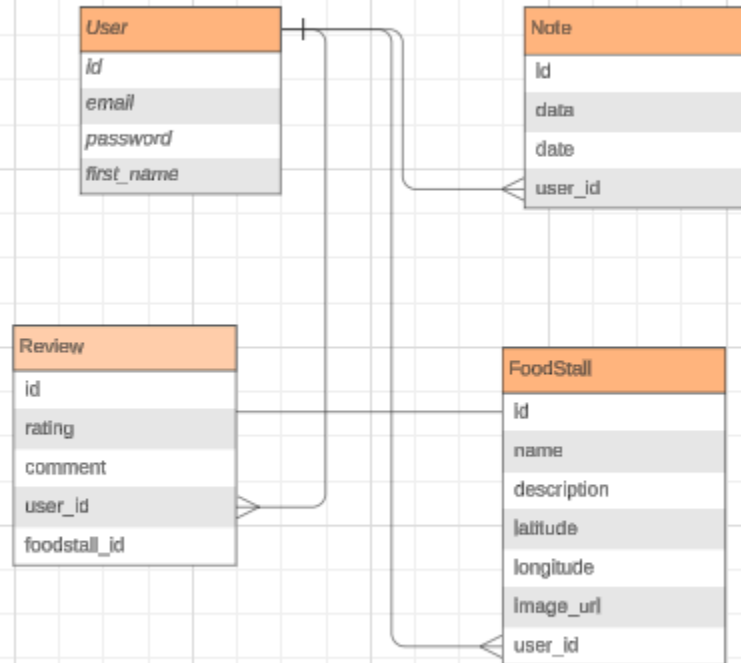 User
id
email
password
first_name
Note
id
data
date
user_id
Review
id
rating
comment
user_id
foodstall_id
FoodStall
id
name
description
latitude
longitude
image_url
user_id